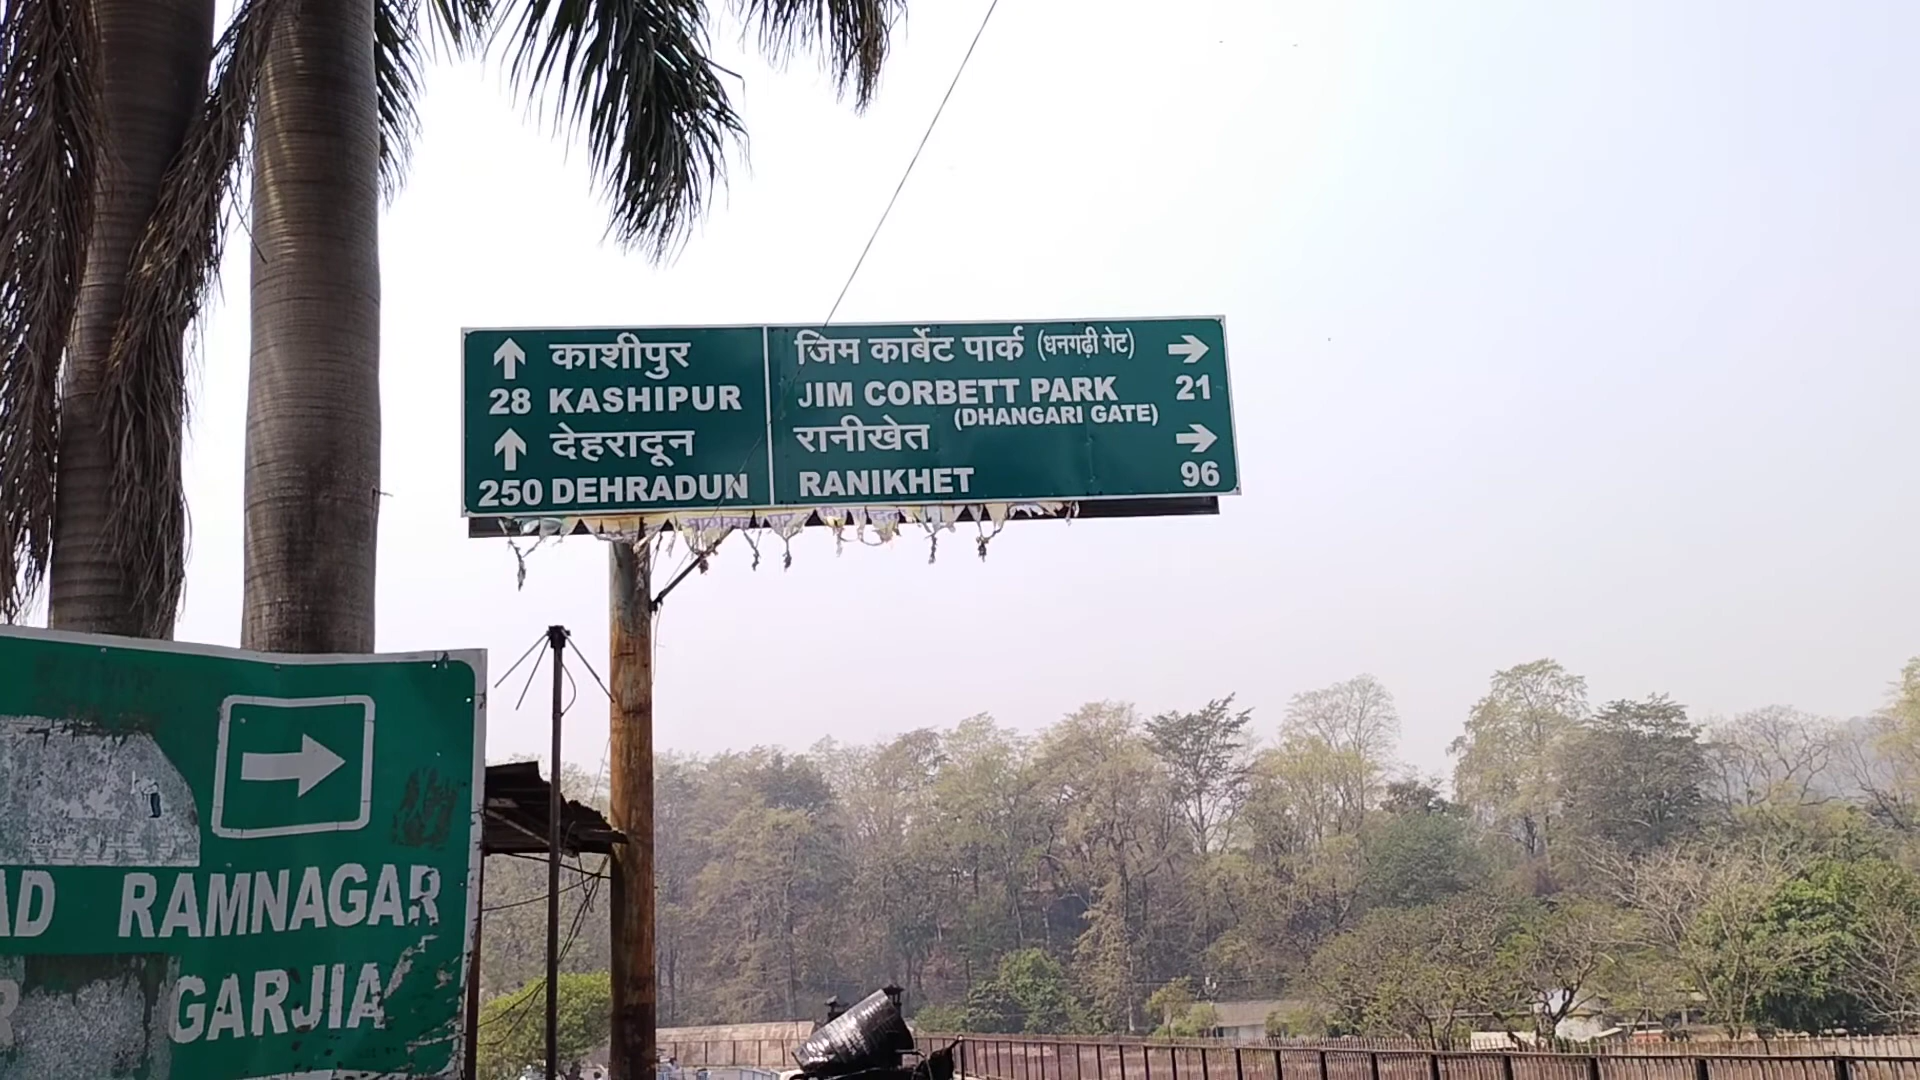 काशीपुर
28 KASHIPUR
देहरादून
250 DEHRADUN
जिम कार्बेट पार्क (धनगढ़ी गेट)
JIM CORBETT PARK 21
(DHANGARI GATE)
रानीखेत
RANIKHET 96
AD RAMNAGAR
R GARJIA